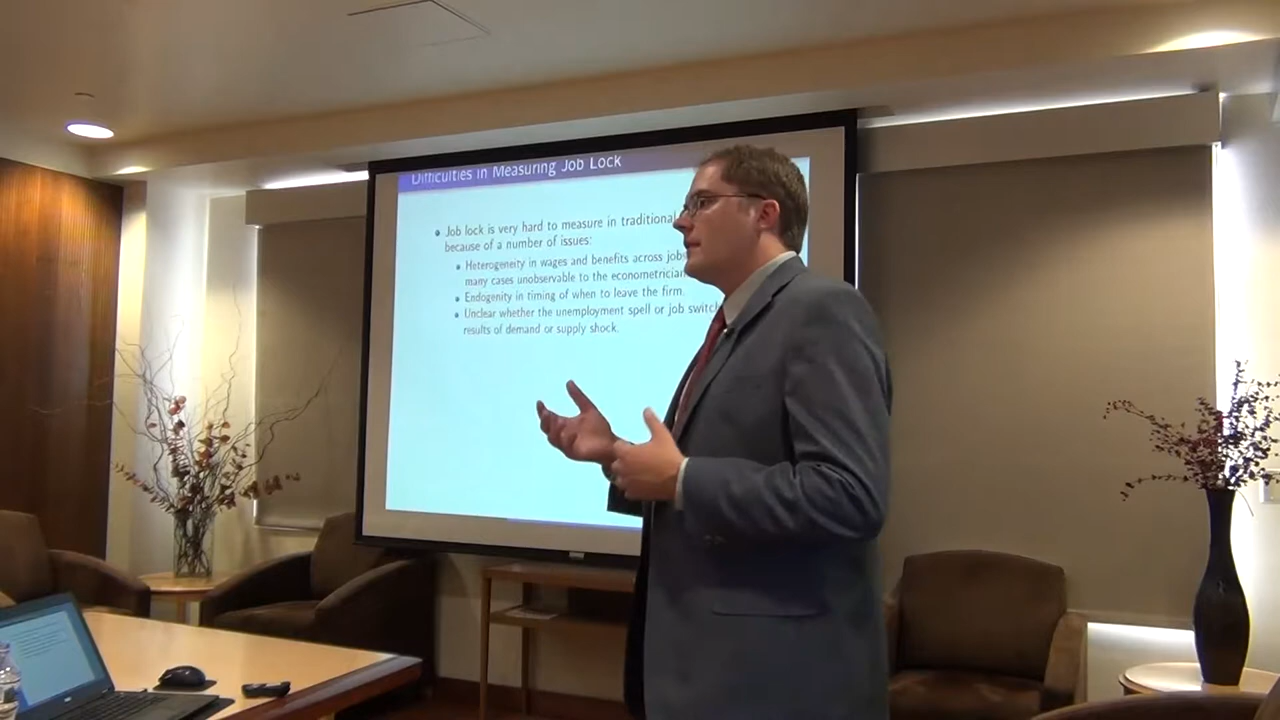 Difficulties in Measuring Job Lock
Job lock is very hard to measure in traditional
because of a number of issues:
Heterogeneity in wages and benefits across jobs
many cases unobservable to the econometrician
Endogenity in timing of when to leave the firm.
Unclear whether the unemployment spell or job switch
results of demand or supply shock.